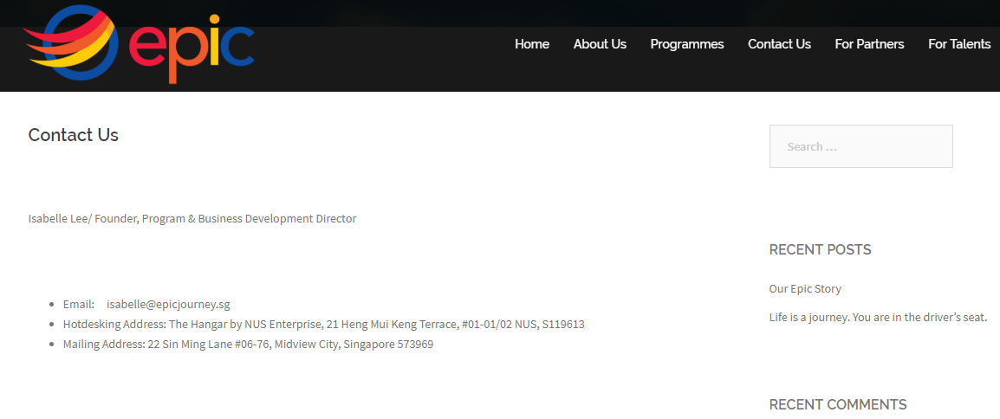 epic
Home About Us Programmes Contact Us For Partners For Talents
Contact Us
Isabelle Lee/ Founder, Program & Business Development Director
Email: isabelle@epicjourney.sg
Hotdesking Address: The Hangar by NUS Enterprise, 21 Heng Mui Keng Terrace, #01-01/02 NUS, S119613
Mailing Address: 22 Sin Ming Lane #06-76, Midview City, Singapore 573969
Search ...
RECENT POSTS
Our Epic Story
Life is a journey. You are in the driver’s seat.
RECENT COMMENTS